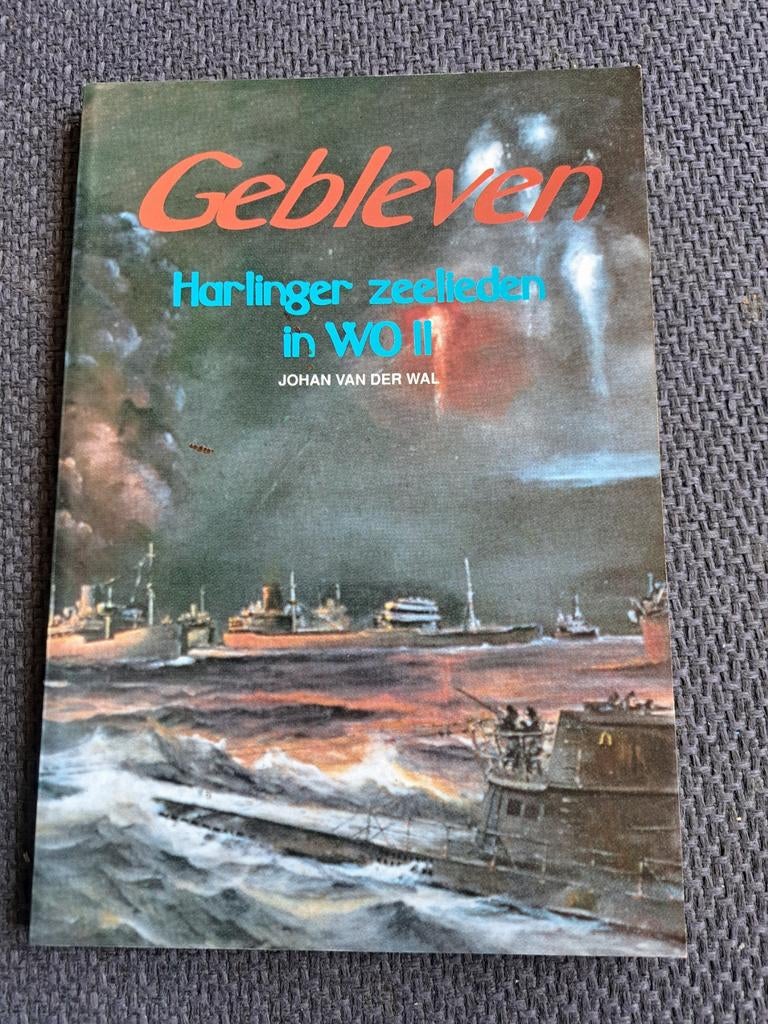 Gebleven
Harlinger zeelieden
in WO II
JOHAN VAN DER WAL